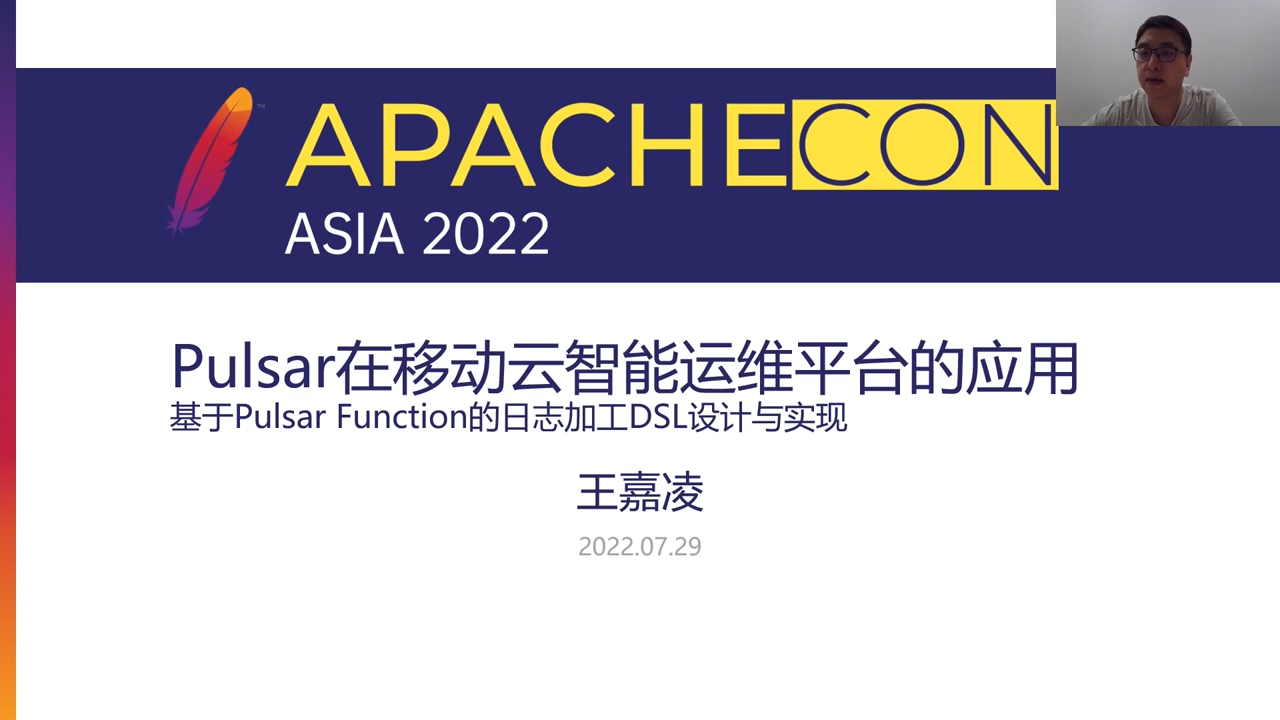 APACHECON
ASIA 2022
Pulsar在移动云智能运维平台的应用
基于Pulsar Function的日志加工DSL设计与实现
王嘉凌
2022.07.29